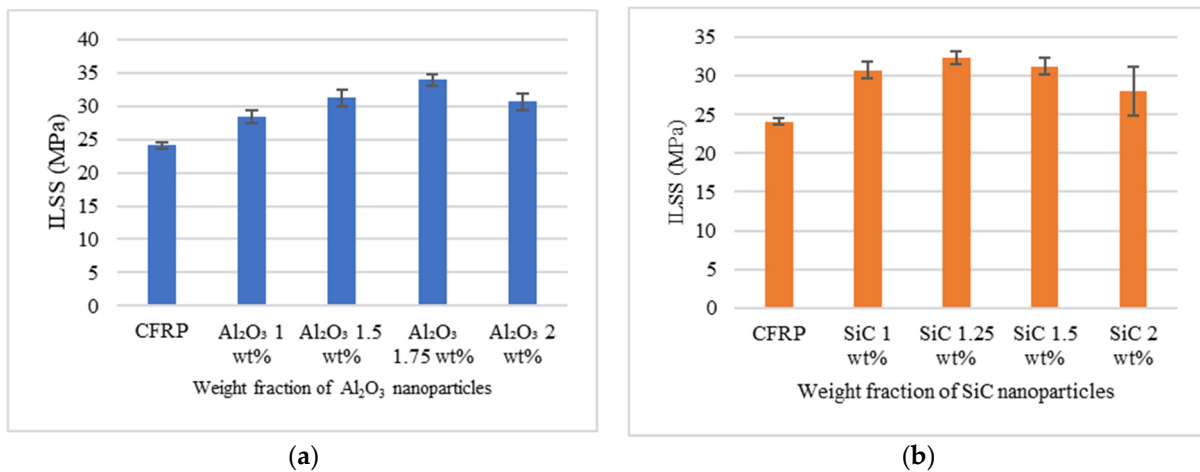 40
35
30
25
20
15
10
5
0
ILSS (MPa)
CFRP
Al₂O₃ 1
wt%
Al₂O₃ 1.5
wt%
Al₂O₃
1.75 wt%
Al₂O₃ 2
wt%
Weight fraction of Al₂O₃ nanoparticles
(a)
35
30
25
20
15
10
5
0
ILSS (MPa)
CFRP
SiC 1
wt%
SiC 1.25
wt%
SiC 1.5
wt%
SiC 2
wt%
Weight fraction of SiC nanoparticles
(b)